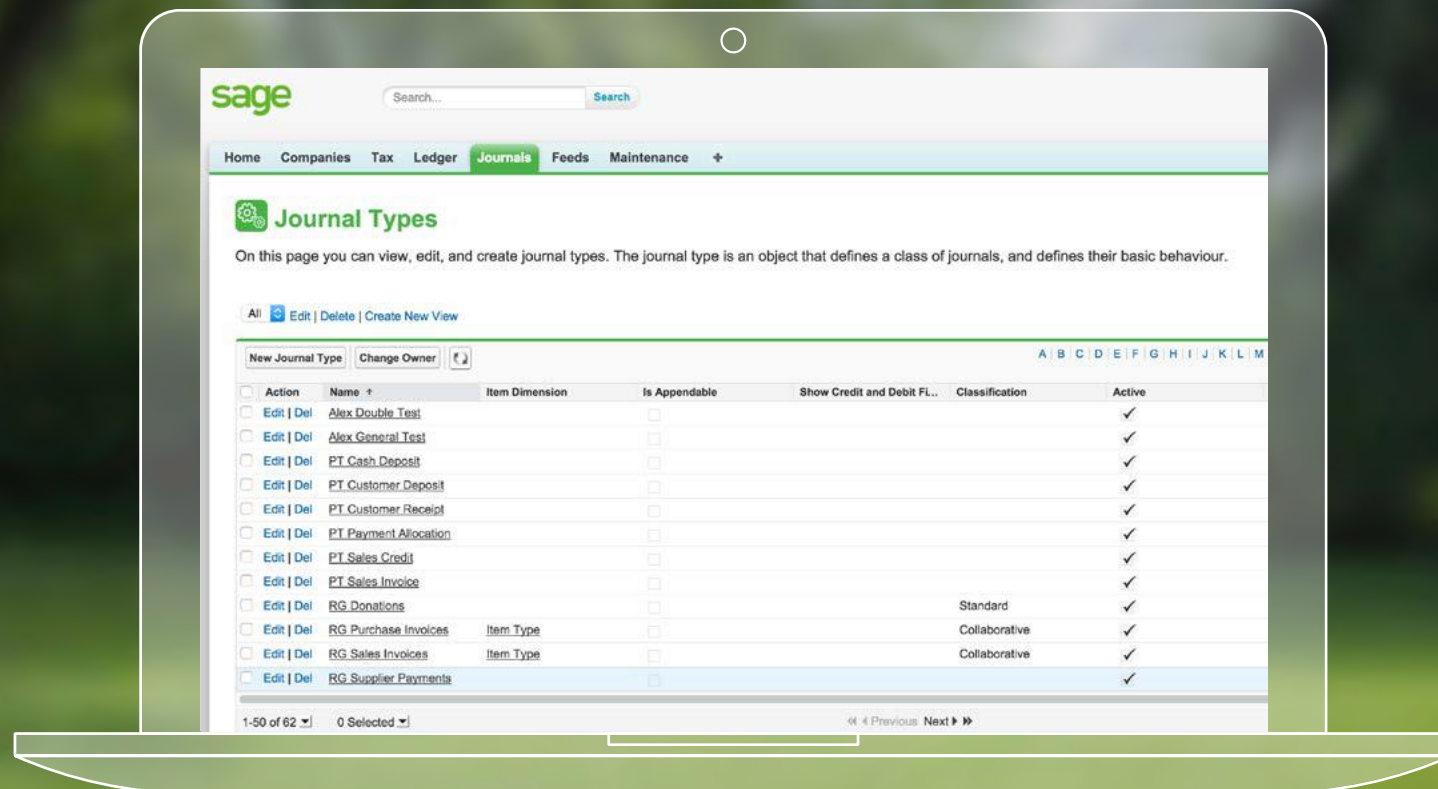 sage
Search...
Search
Home Companies Tax Ledger Journals Feeds Maintenance +
Journal Types
On this page you can view, edit, and create journal types. The journal type is an object that defines a class of journals, and defines their basic behaviour.
All Edit | Delete | Create New View
New Journal Type Change Owner A | B | C | D | E | F | G | H | I | J | K | L | M
Action Name ↑ Item Dimension Is Appendable Show Credit and Debit Fi... Classification Active
Edit | Del Alex Double Test ✓
Edit | Del Alex General Test ✓
Edit | Del PT Cash Deposit ✓
Edit | Del PT Customer Deposit ✓
Edit | Del PT Customer Receipt ✓
Edit | Del PT Payment Allocation ✓
Edit | Del PT Sales Credit ✓
Edit | Del PT Sales Invoice ✓
Edit | Del RG Donations Standard ✓
Edit | Del RG Purchase Invoices Item Type Collaborative ✓
Edit | Del RG Sales Invoices Item Type Collaborative ✓
Edit | Del RG Supplier Payments ✓
1-50 of 62 0 Selected Previous Next